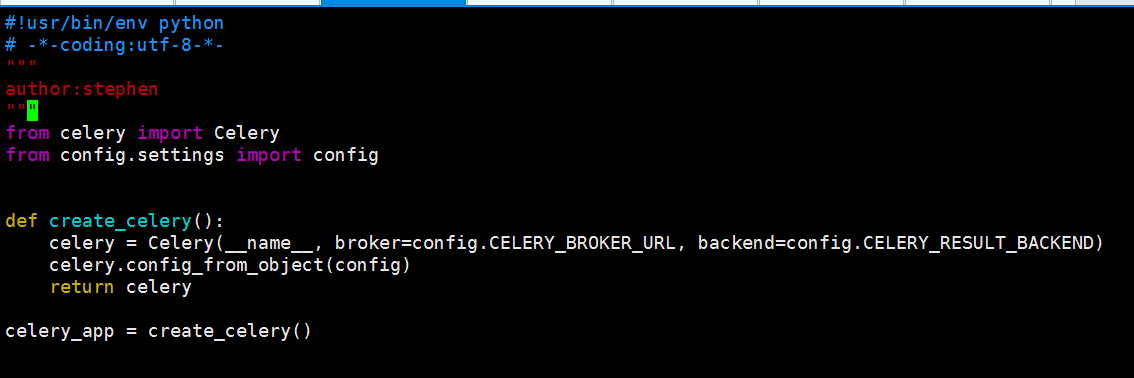 #!usr/bin/env python
# -*-coding:utf-8-*-
"""
author:stephen
"""
from celery import Celery
from config.settings import config
def create_celery():
    celery = Celery(__name__, broker=config.CELERY_BROKER_URL, backend=config.CELERY_RESULT_BACKEND)
    celery.config_from_object(config)
    return celery
celery_app = create_celery()